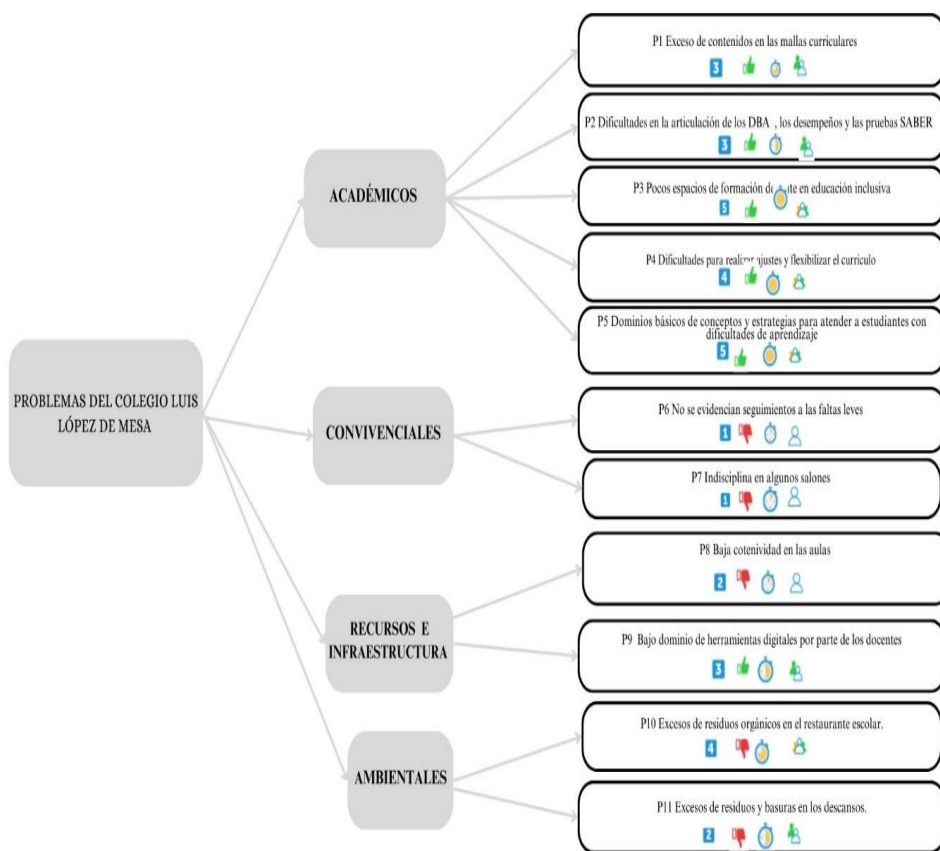 P1 Exceso de contenidos en las mallas curriculares
3
P2 Dificultades en la articulación de los DBA , los desempeños y las pruebas SABER
3
ACADÉMICOS
P3 Pocos espacios de formación en educación inclusiva
5
P4 Dificultades para realizar ajustes y flexibilizar el currículo
4
P5 Dominios básicos de conceptos y estrategias para atender a estudiantes con
dificultades de aprendizaje
5
PROBLEMAS DEL COLEGIO LUIS
LÓPEZ DE MESA
CONVIVENCIALES
P6 No se evidencian seguimientos a las faltas leves
1
P7 Indisciplina en algunos salones
1
RECURSOS E
INFRAESTRUCTURA
P8 Baja cotenividad en las aulas
2
P9 Bajo dominio de herramientas digitales por parte de los docentes
3
AMBIENTALES
P10 Excesos de residuos orgánicos en el restaurante escolar.
4
P11 Excesos de residuos y basuras en los descansos.
2